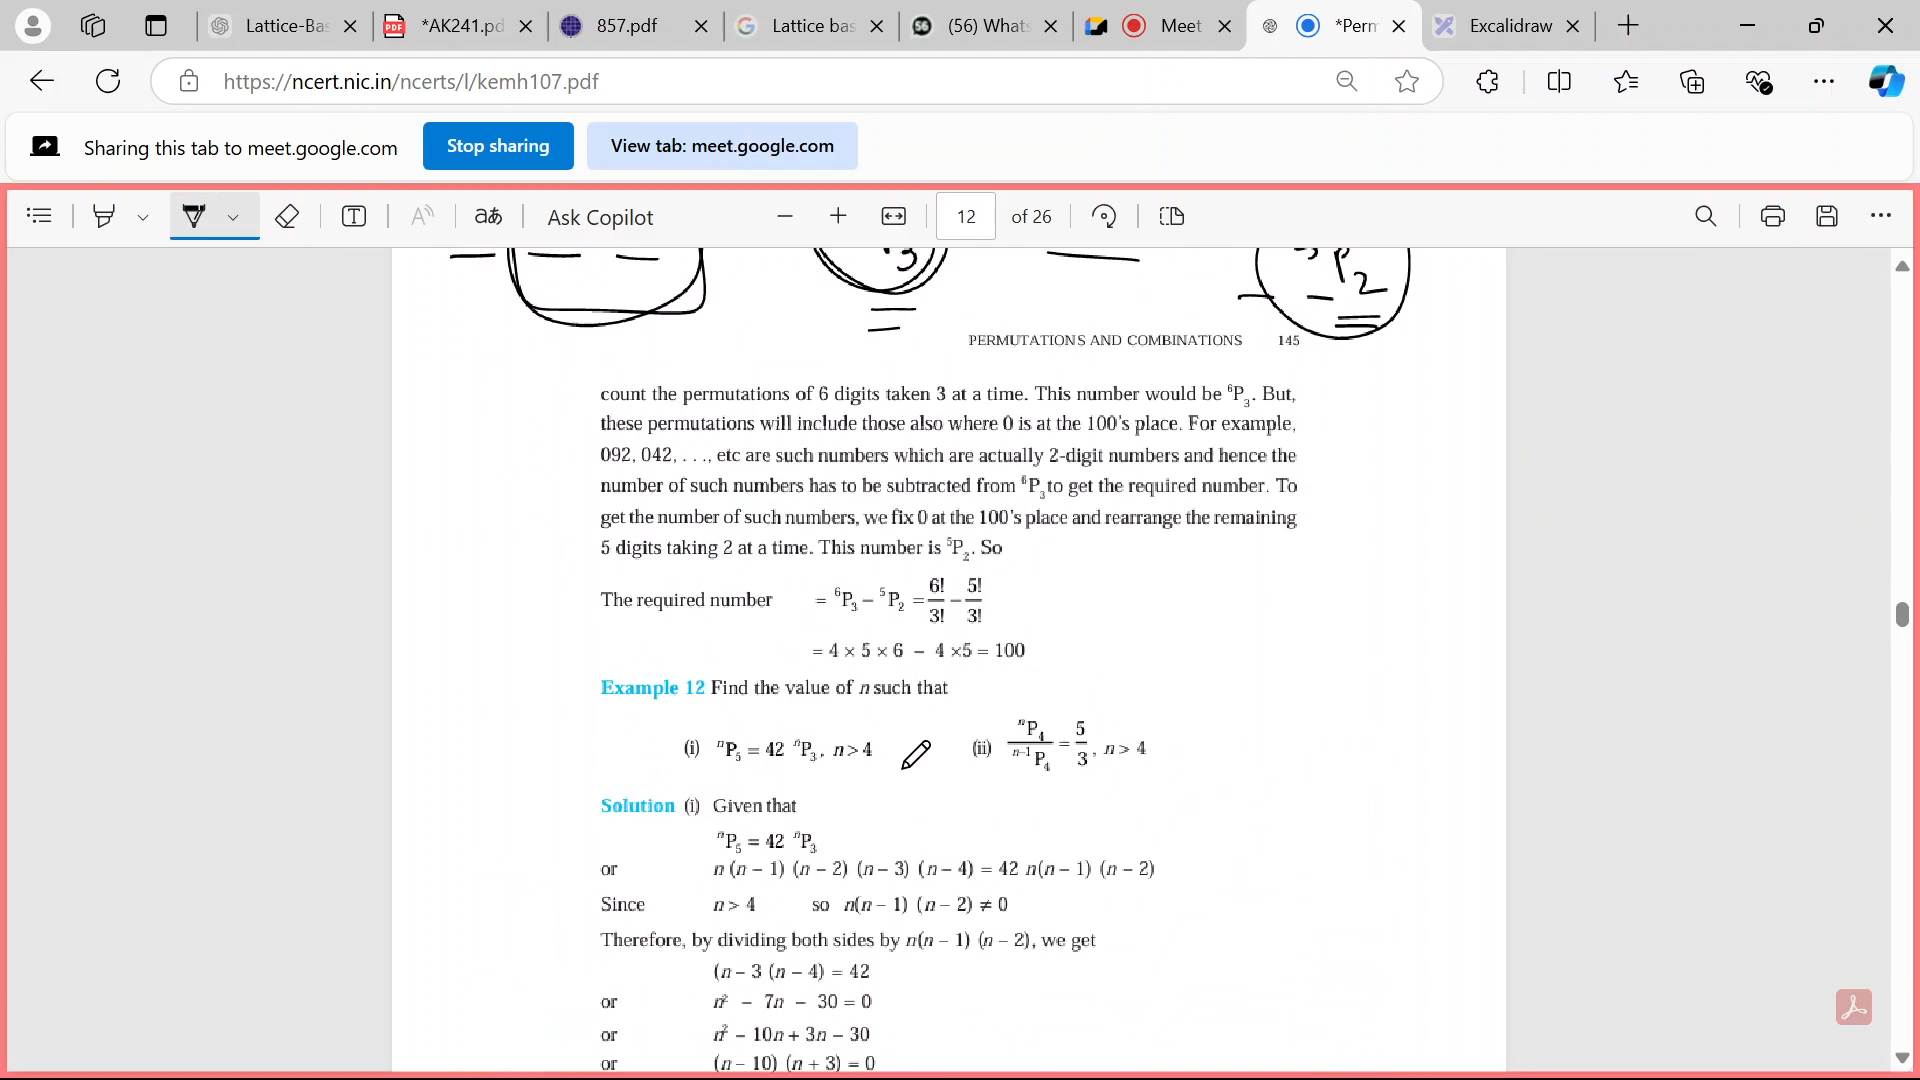 Lattice-Bas
*AK241.pd
857.pdf
Lattice bas
(56) Whats
Meet
*Perm
Excalidraw
https://ncert.nic.in/ncerts/l/kemh107.pdf
Sharing this tab to meet.google.com
Stop sharing
View tab: meet.google.com
Ask Copilot
12 of 26
3
P2
PERMUTATIONS AND COMBINATIONS 145
count the permutations of 6 digits taken 3 at a time. This number would be ⁶P₃. But,
these permutations will include those also where 0 is at the 100's place. For example,
092, 042, . . ., etc are such numbers which are actually 2-digit numbers and hence the
number of such numbers has to be subtracted from ⁶P₃ to get the required number. To
get the number of such numbers, we fix 0 at the 100's place and rearrange the remaining
5 digits taking 2 at a time. This number is ⁵P₂. So
The required number = ⁶P₃ – ⁵P₂ = 6!/3! – 5!/3!
= 4 × 5 × 6 – 4 ×5 = 100
Example 12 Find the value of n such that
(i) ⁿP₅ = 42 ⁿP₃, n > 4 (ii) ⁿP₄/ⁿ⁻¹P₄ = 5/3, n > 4
Solution (i) Given that
ⁿP₅ = 42 ⁿP₃
or n (n – 1) (n – 2) (n – 3) (n – 4) = 42 n(n – 1) (n – 2)
Since n > 4 so n(n – 1) (n – 2) ≠ 0
Therefore, by dividing both sides by n(n – 1) (n – 2), we get
(n – 3 (n – 4) = 42
or n² – 7n – 30 = 0
or n² – 10n + 3n – 30
or (n – 10) (n + 3) = 0